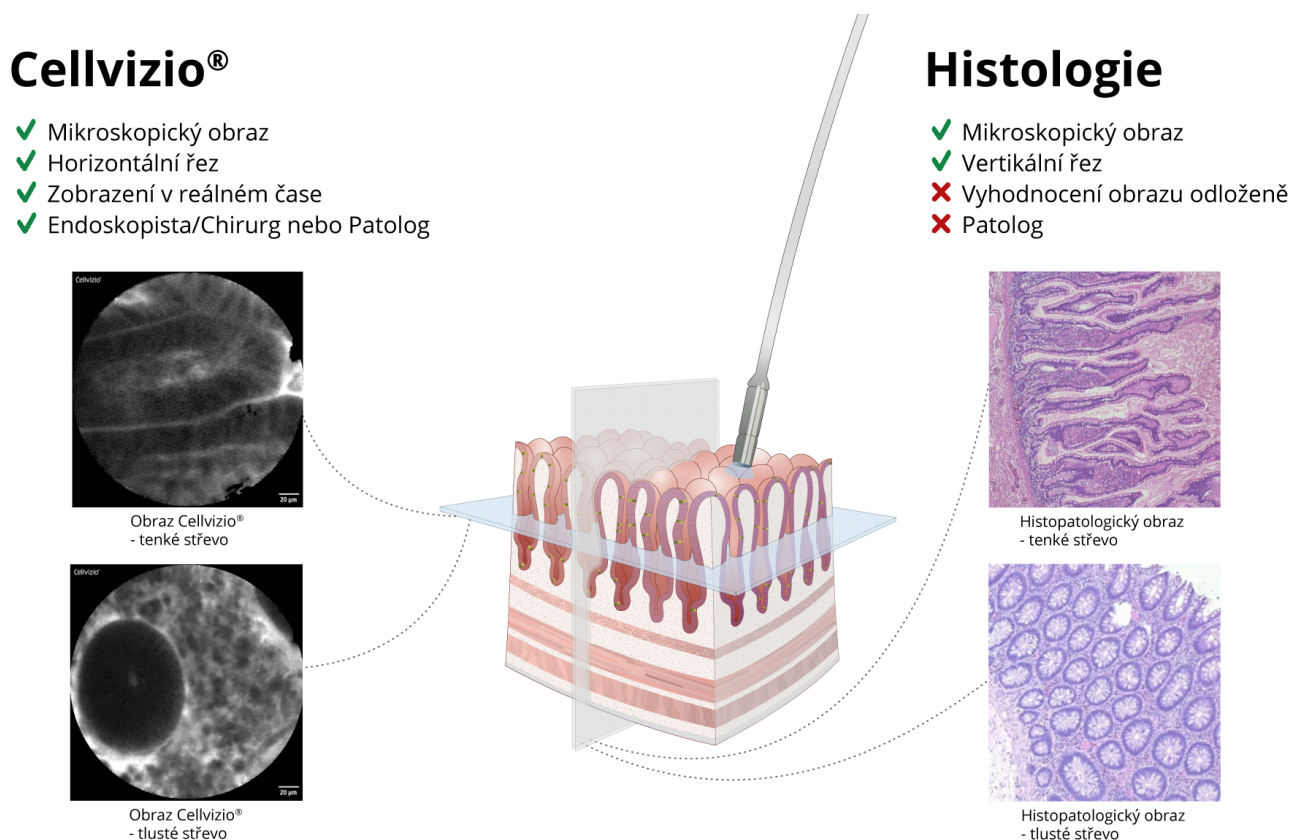 Cellvizio®
Mikroskopický obraz
Horizontální řez
Zobrazení v reálném čase
Endoskopista/Chirurg nebo Patolog
Cellvizio®
20 µm
Obraz Cellvizio®
- tenké střevo
Cellvizio®
20 µm
Obraz Cellvizio®
- tlusté střevo
Histologie
Mikroskopický obraz
Vertikální řez
Vyhodnocení obrazu odloženě
Patolog
Histopatologický obraz
- tenké střevo
Histopatologický obraz
- tlusté střevo